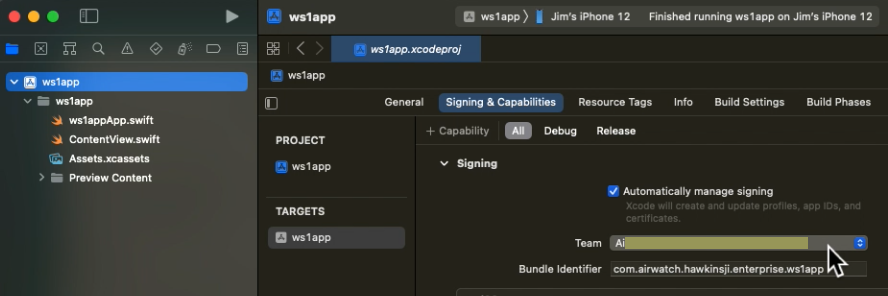 ws1app
ws1app 〉 Jim's iPhone 12
Finished running ws1app on Jim's iPhone 12
ws1app.xcodeproj
ws1app
ws1app
ws1app
ws1appApp.swift
ContentView.swift
Assets.xcassets
Preview Content
General
Signing & Capabilities
Resource Tags
Info
Build Settings
Build Phases
PROJECT
ws1app
TARGETS
ws1app
+ Capability
All
Debug
Release
Signing
Automatically manage signing
Xcode will create and update profiles, app IDs, and
certificates.
Team
Ai
Bundle Identifier
com.airwatch.hawkinsji.enterprise.ws1app